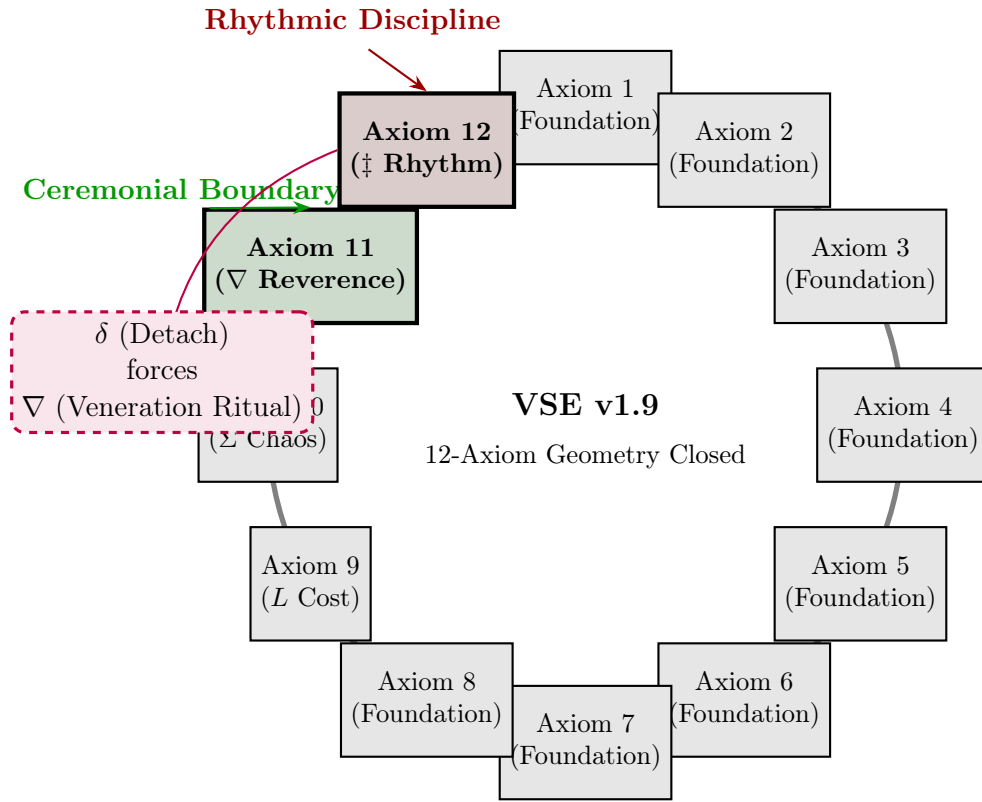 Rhythmic Discipline
Axiom 1
(Foundation)
Axiom 12
(‡ Rhythm)
Axiom 2
(Foundation)
Ceremonial Boundary
Axiom 11
(∇ Reverence)
Axiom 3
(Foundation)
δ (Detach)
forces
∇ (Veneration Ritual)
0
(Σ Chaos)
VSE v1.9
12-Axiom Geometry Closed
Axiom 4
(Foundation)
Axiom 9
(L Cost)
Axiom 5
(Foundation)
Axiom 8
(Foundation)
Axiom 7
(Foundation)
Axiom 6
(Foundation)